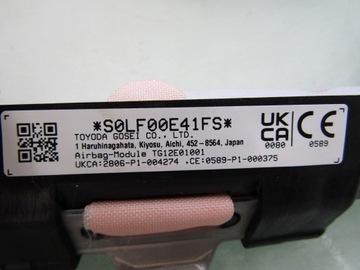 *S0LF00E41FS*
TOYODA GOSEI CO., LTD.
1 Haruhinagahata, Kiyosu, Aichi, 452-8564, Japan
Airbag-Module TG12E01001
UKCA:2806-P1-004274 ,CE:0589-P1-000375
UK
CA
0080
CE
0589